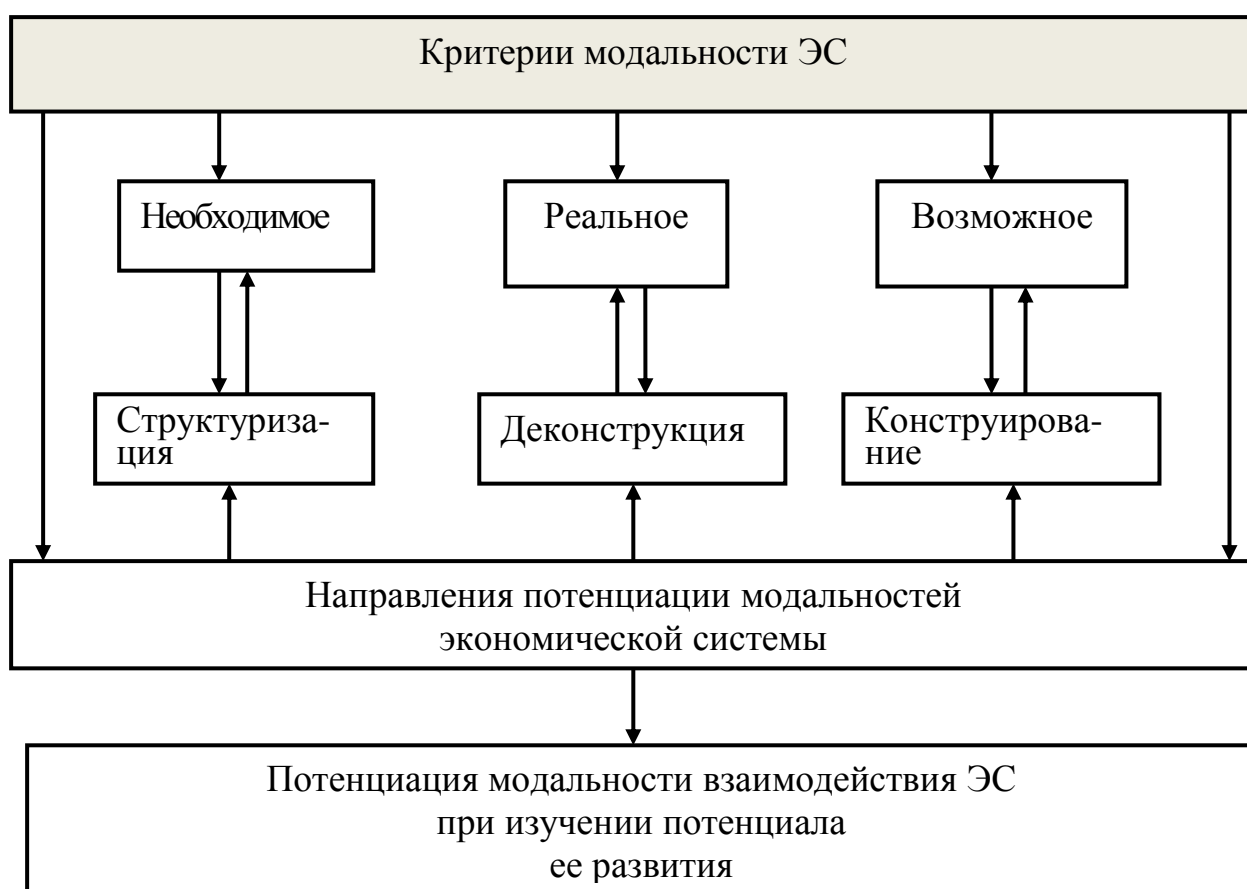 Критерии модальности ЭС
Необходимое
Реальное
Возможное
Структуриза-
ция
Деконструкция
Конструирова-
ние
Направления потенциации модальностей
экономической системы
Потенциация модальности взаимодействия ЭС
при изучении потенциала
ее развития